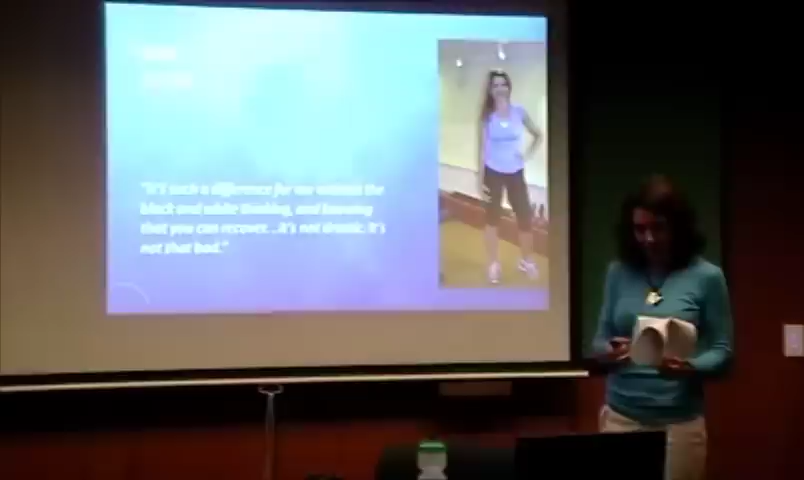 "It's such a difference for me without the
black and white thinking, and knowing
that you can recover...it's not drastic. It's
not that bad."